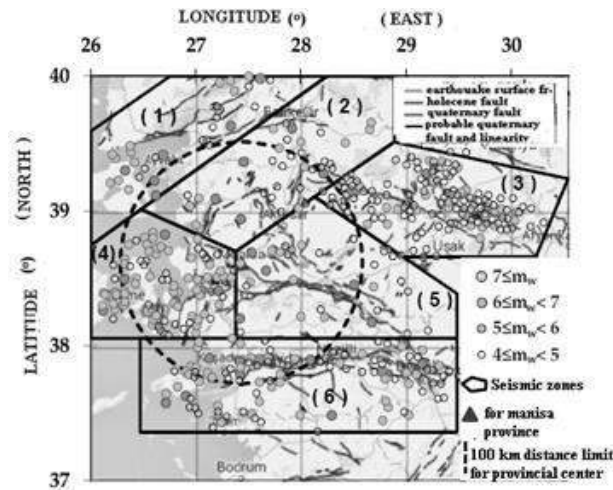 LONGITUDE (o) (EAST)
26 27 28 29 30
40
39
38
37
LATITUDE (o) (NORTH)
earthquake surface fr-
holocene fault
quaternary fault
probable quaternary
fault and linearity
( 1 )
( 2 )
( 3 )
(4)
( 5 )
( 6 )
Usak
Bodrum
7≤mw
6≤mw< 7
5≤mw< 6
4≤mw< 5
Seismic zones
for manisa
province
100 km distance limit
for provincial center